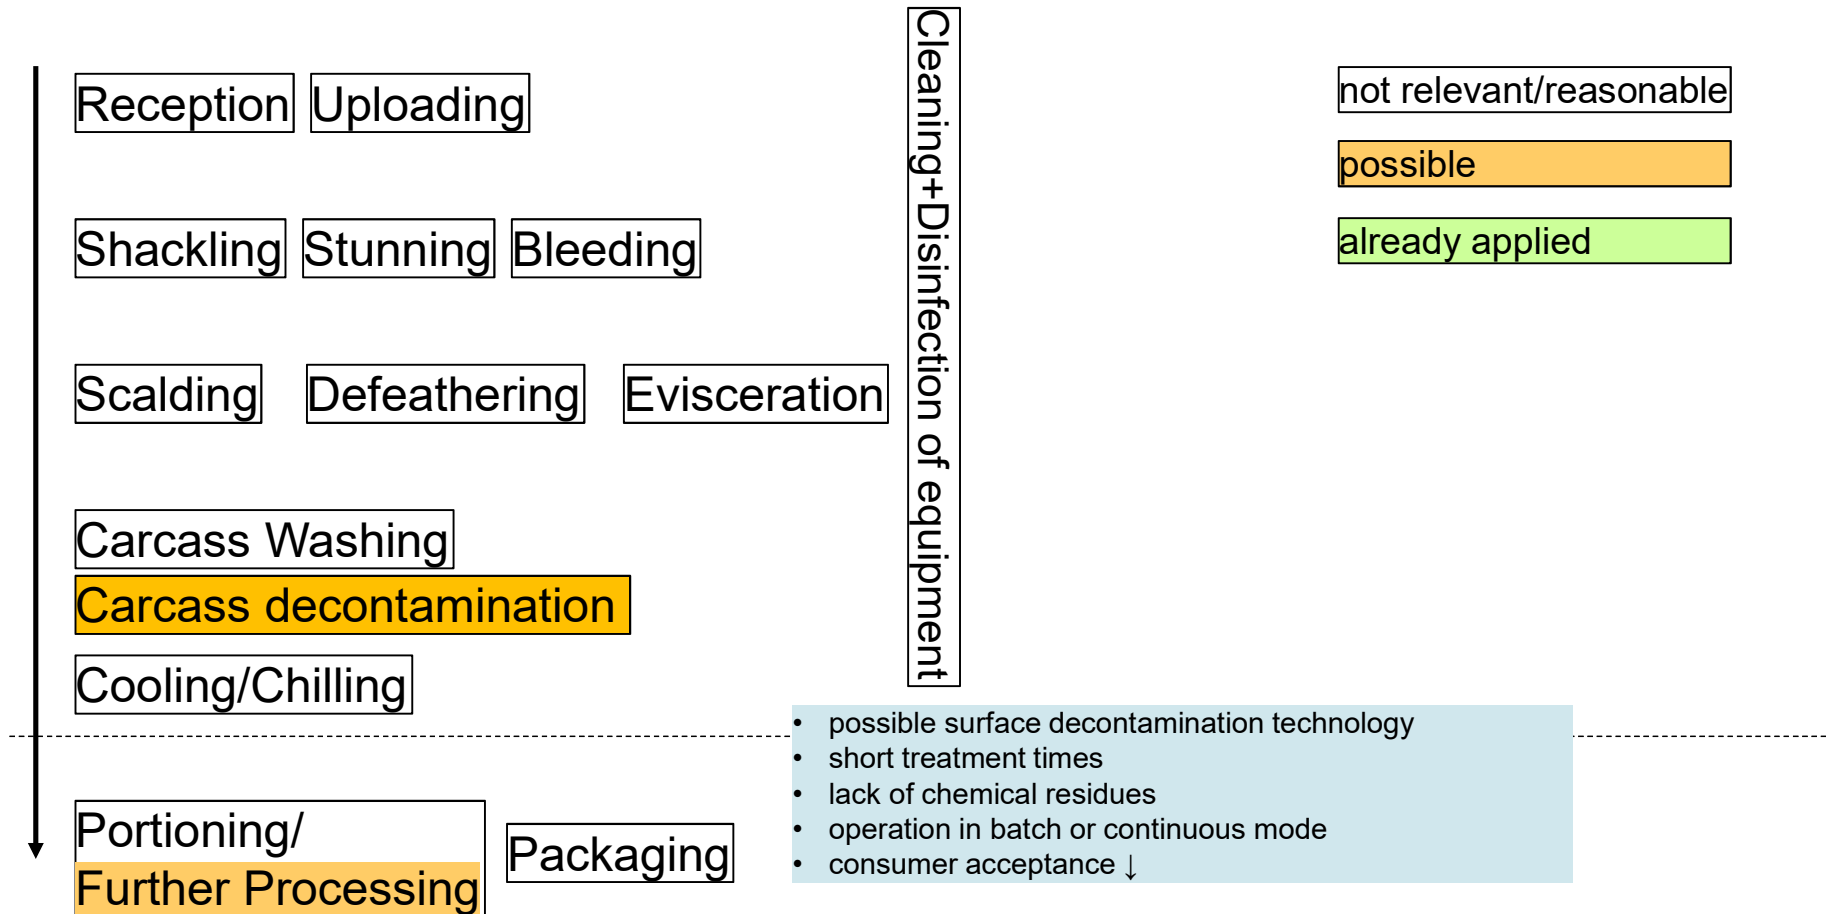 Reception Uploading
Shackling Stunning Bleeding
Scalding Defeathering Evisceration
Carcass Washing
Carcass decontamination
Cooling/Chilling
Portioning/
Further Processing
Packaging
Cleaning+Disinfection of equipment
not relevant/reasonable
possible
already applied
• possible surface decontamination technology
• short treatment times
• lack of chemical residues
• operation in batch or continuous mode
• consumer acceptance ↓